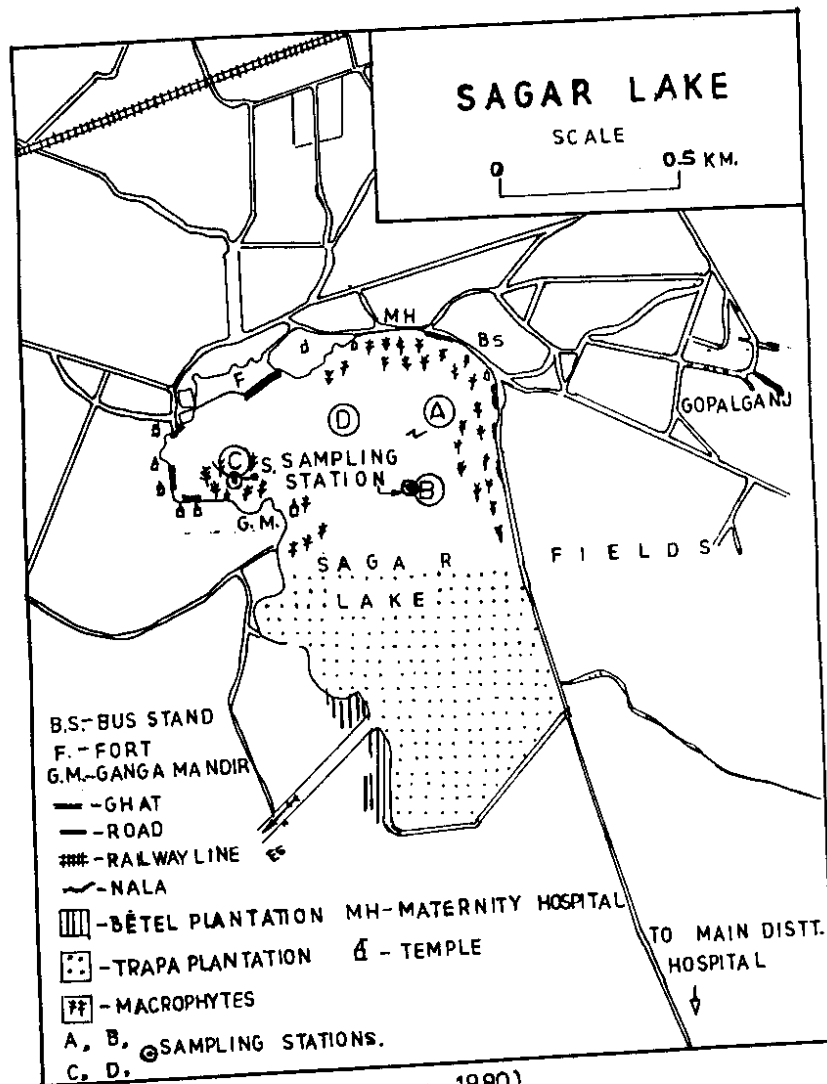 SAGAR LAKE
SCALE
0 0.5 KM.
MH
BS
F
GOPALGANJ
D
A
C
S. SAMPLING
STATION
B
G.M.
SAGAR
LAKE
FIELDS
B.S.-BUS STAND
F.-FORT
G.M.-GANGA MANDIR
-GHAT
-ROAD
-RAILWAY LINE
-NALA
-BETEL PLANTATION MH-MATERNITY HOSPITAL
-TRAPA PLANTATION - TEMPLE
-MACROPHYTES
A, B, SAMPLING STATIONS.
C, D,
TO MAIN DISTT.
HOSPITAL
1990)